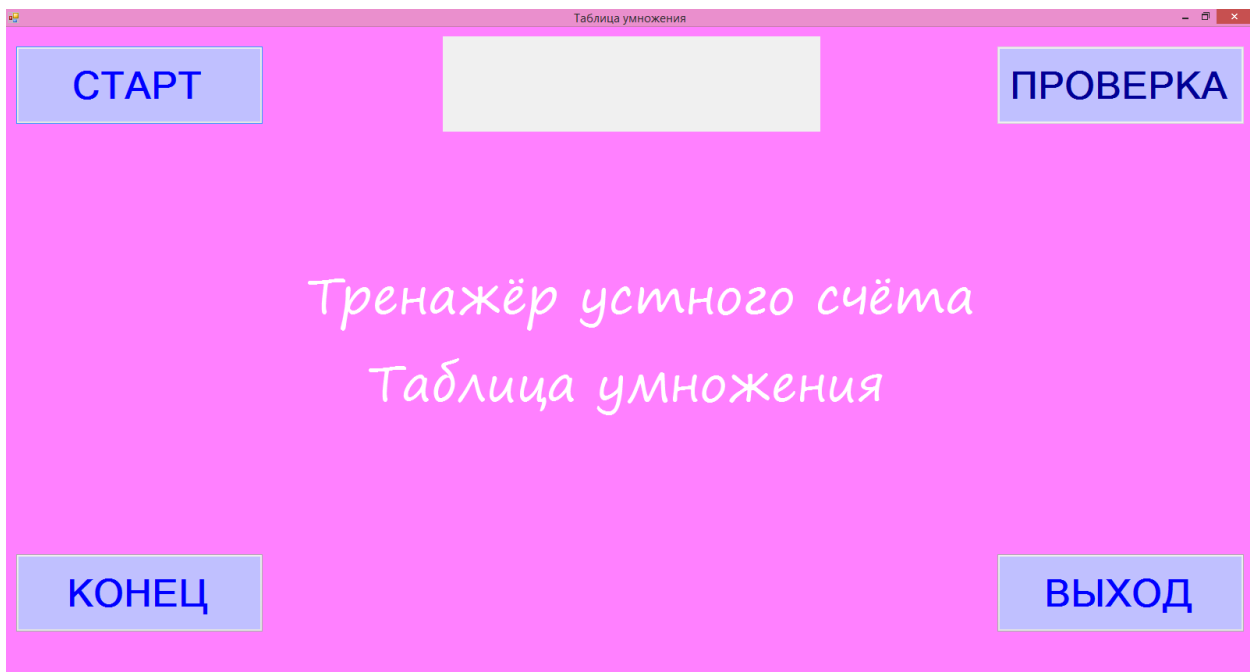 Таблица умножения
СТАРТ
ПРОВЕРКА
Тренажёр устного счёта
Таблица умножения
КОНЕЦ
ВЫХОД